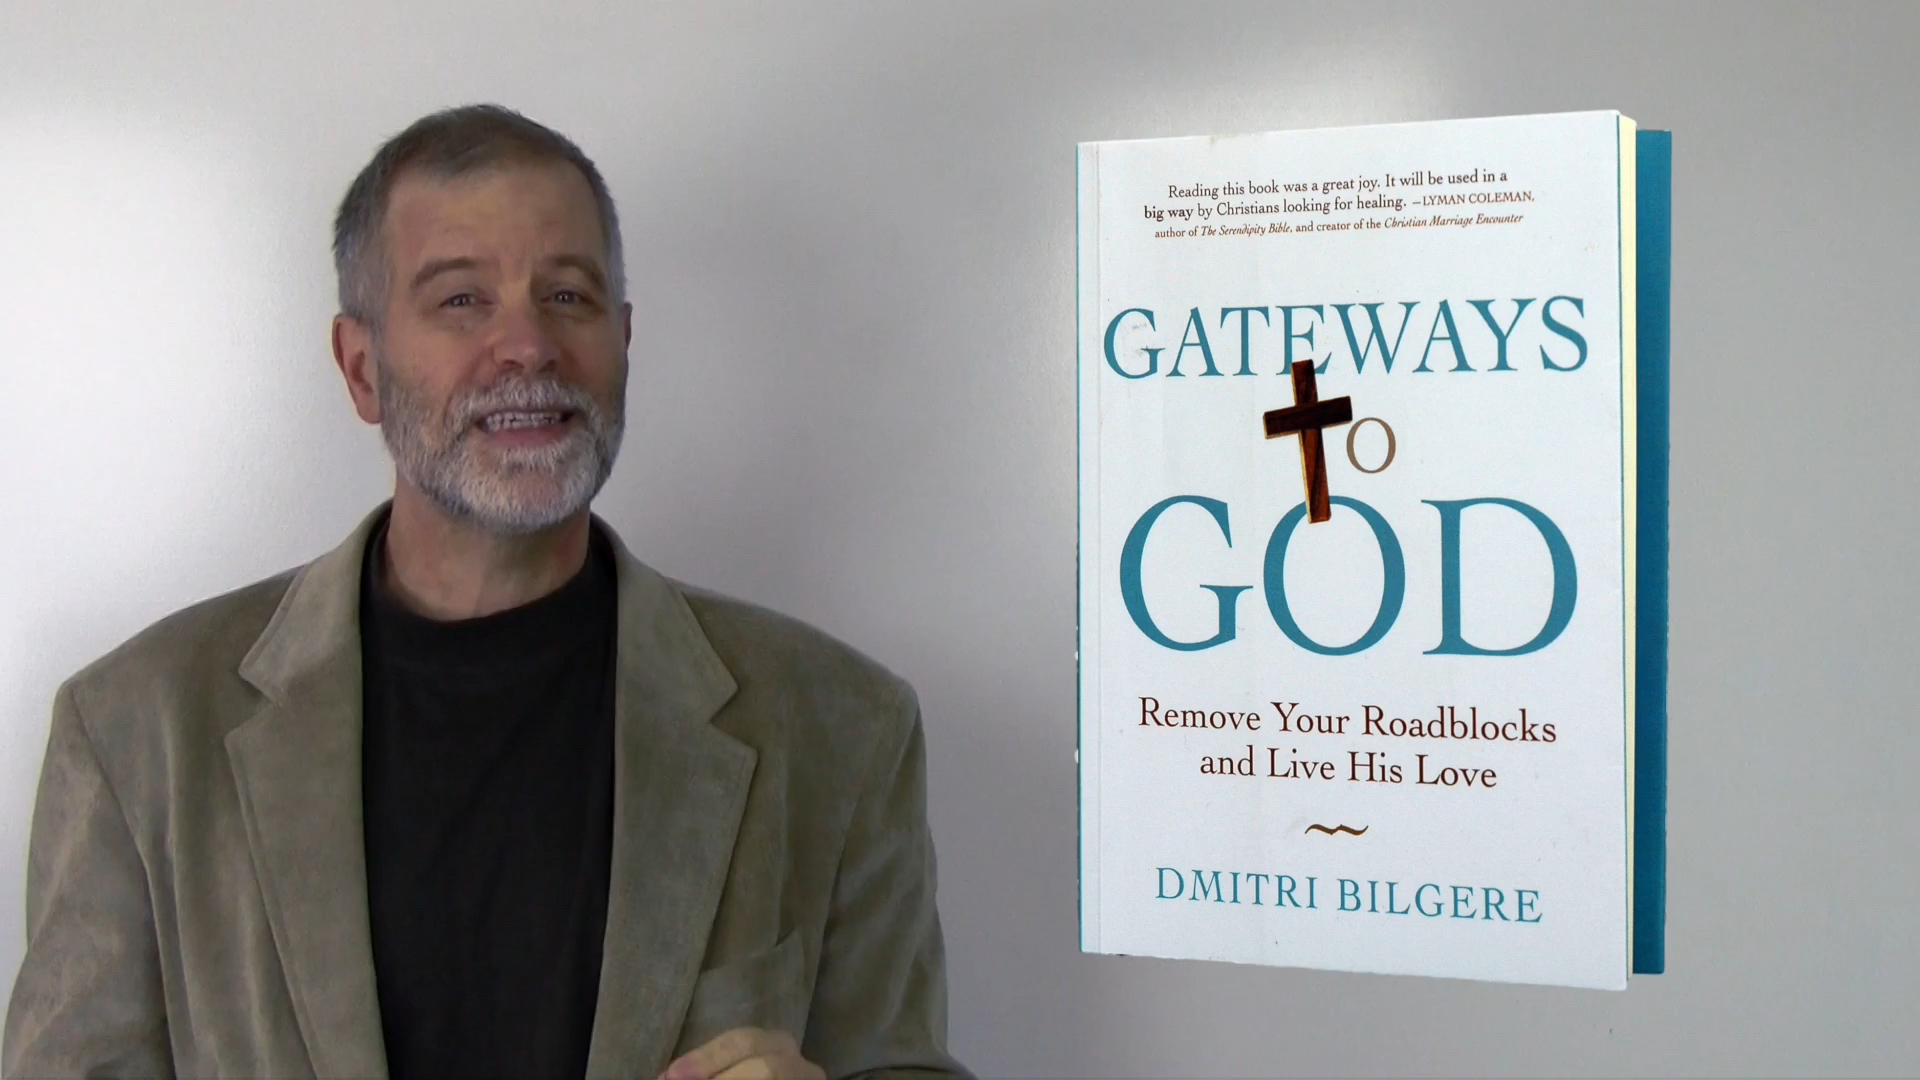 Reading this book was a great joy. It will be used in a
big way by Christians looking for healing. –LYMAN COLEMAN,
author of The Serendipity Bible, and creator of the Christian Marriage Encounter
GATEWAYS
TO
GOD
Remove Your Roadblocks
and Live His Love
DMITRI BILGERE